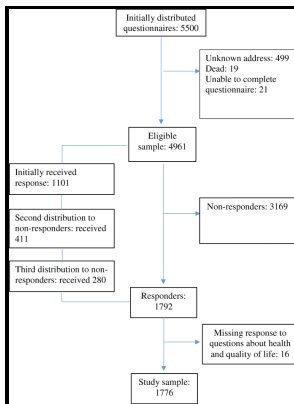 Initially distributed
questionnaires: 5500
Unknown address: 499
Dead: 19
Unable to complete
questionnaire: 21
Eligible
sample: 4961
Initially received
response: 1101
Second distribution to
non-responders: received
411
Non-responders: 3169
Third distribution to non-
responders: received 280
Responders:
1792
Missing response to
questions about health
and quality of life: 16
Study sample:
1776